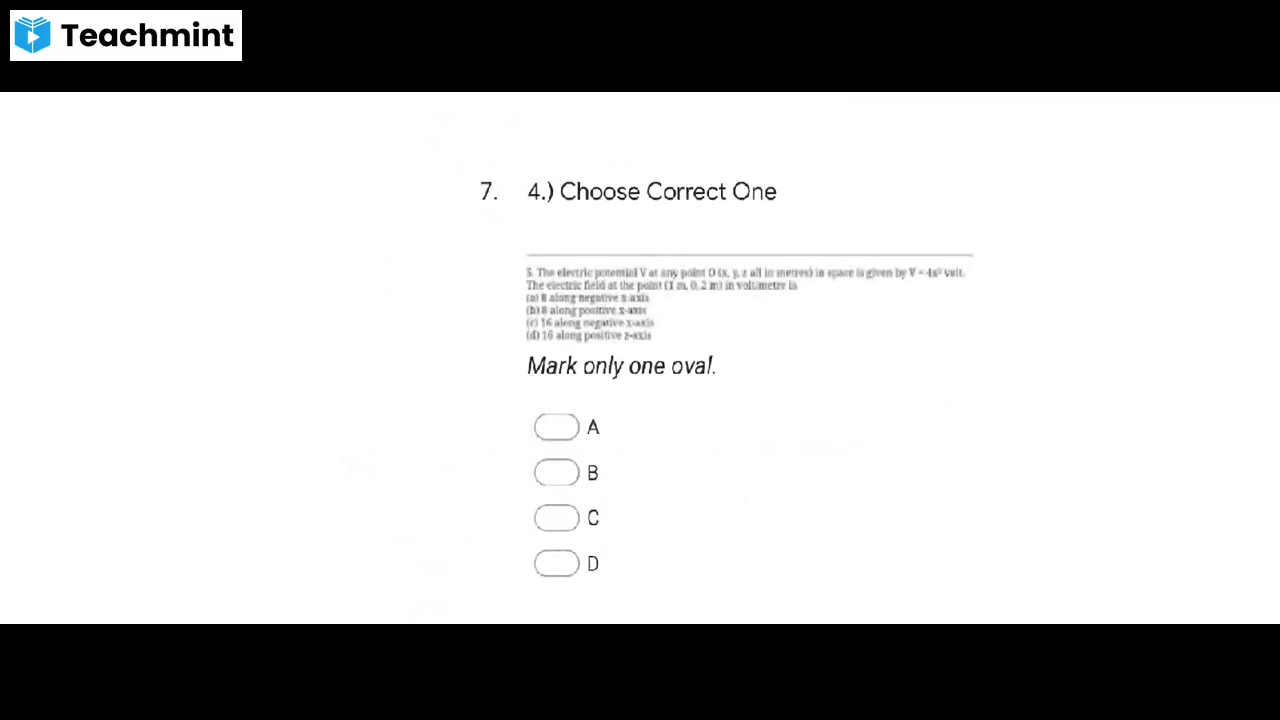 Teachmint
7. 4.) Choose Correct One
5. The electric potential V at any point O (x, y, z all in metres) in space is given by V = 4x² volt.
The electric field at the point (1 m, 0, 2 m) in volt/metre is
(a) 8 along negative x-axis
(b) 8 along positive x-axis
(c) 16 along negative x-axis
(d) 16 along positive z-axis
Mark only one oval.
A
B
C
D